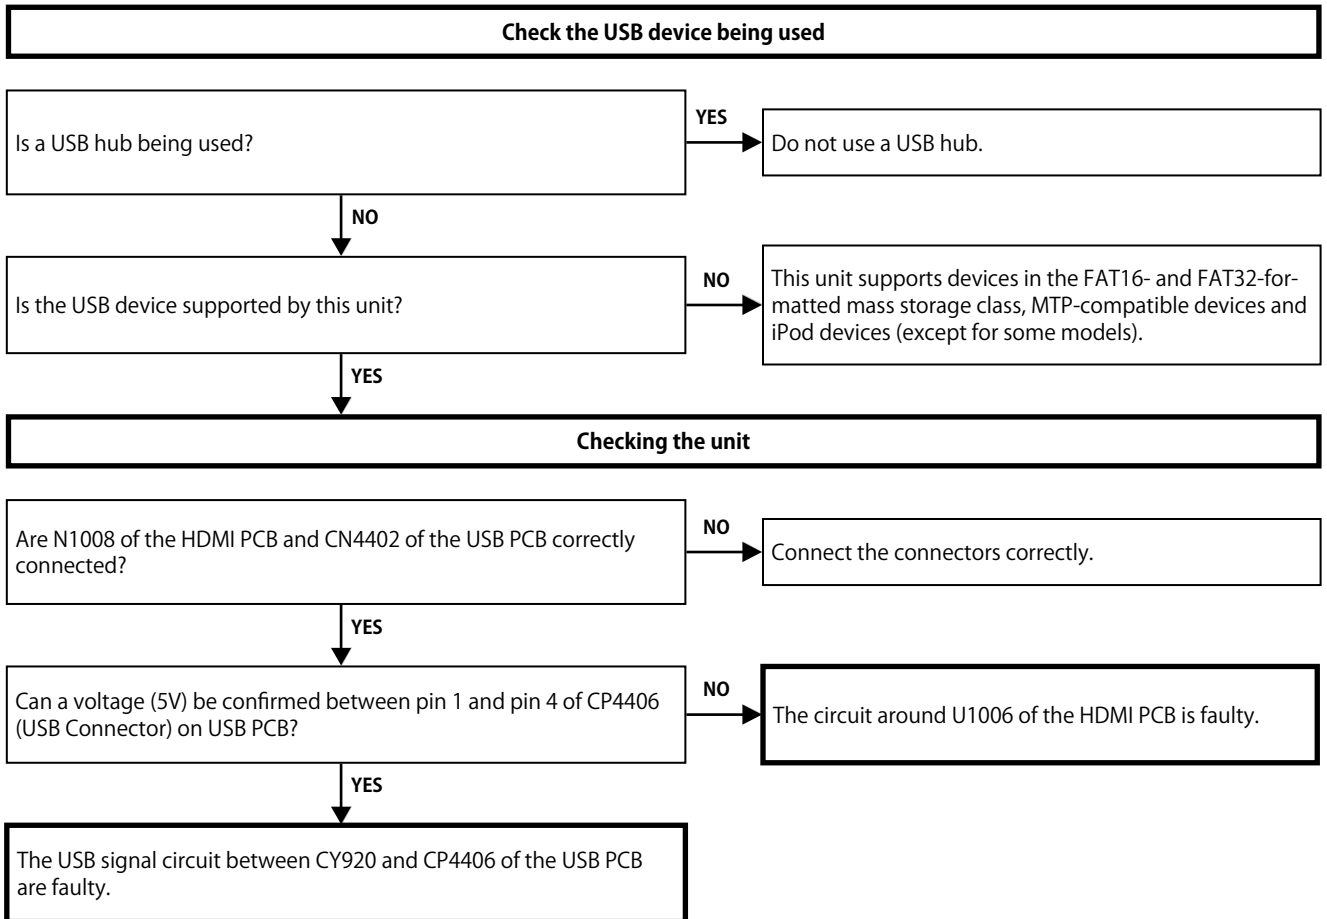 Check the USB device being used
Is a USB hub being used?
YES
Do not use a USB hub.
NO
Is the USB device supported by this unit?
NO
This unit supports devices in the FAT16- and FAT32-for-
matted mass storage class, MTP-compatible devices and
iPod devices (except for some models).
YES
Checking the unit
Are N1008 of the HDMI PCB and CN4402 of the USB PCB correctly
connected?
NO
Connect the connectors correctly.
YES
Can a voltage (5V) be confirmed between pin 1 and pin 4 of CP4406
(USB Connector) on USB PCB?
NO
The circuit around U1006 of the HDMI PCB is faulty.
YES
The USB signal circuit between CY920 and CP4406 of the USB PCB
are faulty.